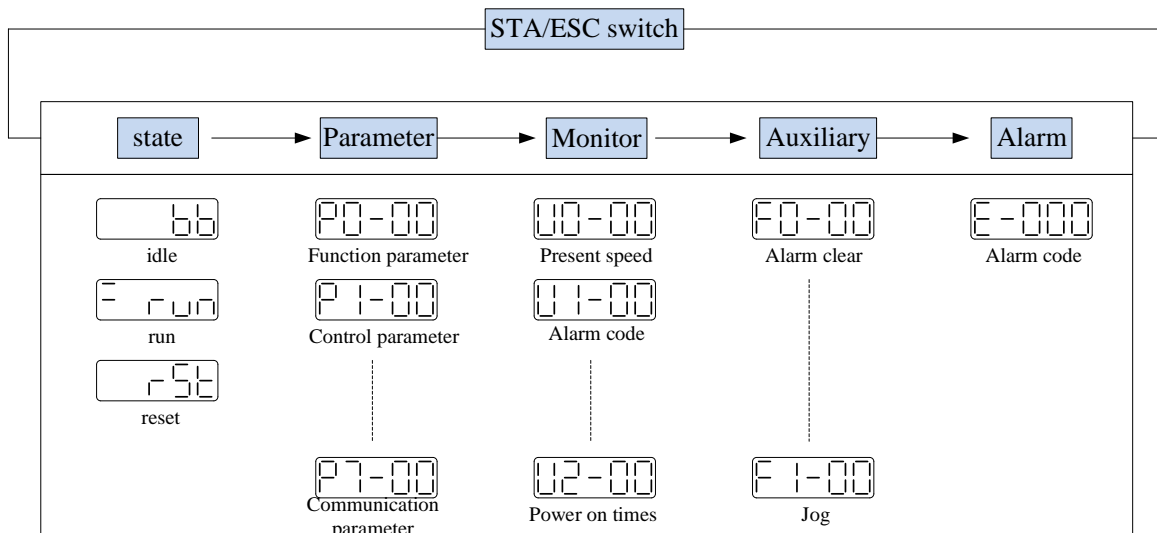 STA/ESC switch
state Parameter Monitor Auxiliary Alarm
bb P0-00 U0-00 F0-00 E-000
idle Function parameter Present speed Alarm clear Alarm code
run P1-00 U1-00
run Control parameter Alarm code
rSt
reset
P7-00 U2-00 F1-00
Communication Power on times Jog
parameter